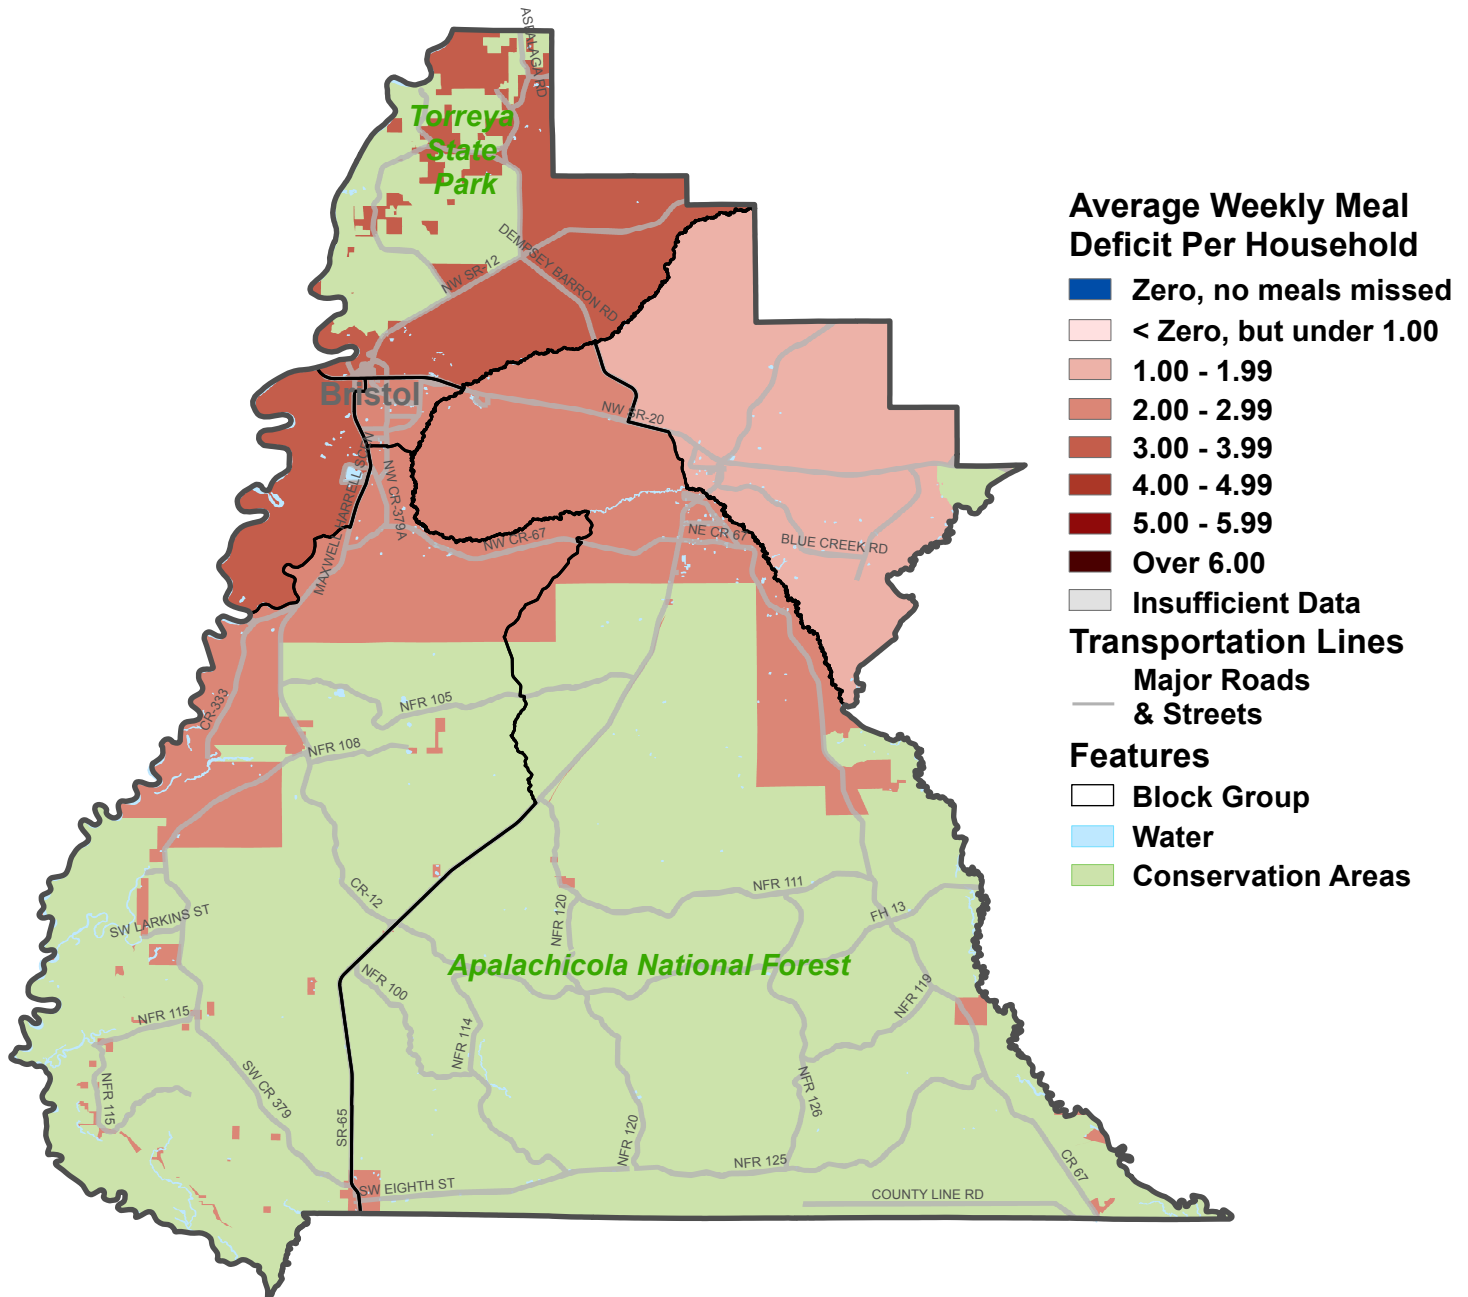 ASPALAGA RD
Torreya
State
Park
DEMPSEY BARRON RD
NW SR-12
Bristol
NW SR-20
MAXWELL HARRELL SCEN
NW CR-379A
NW CR-67
NE CR 67
BLUE CREEK RD
CR-333
NFR 105
NFR 108
CR-12
NFR 111
NFR 120
FH 13
SW LARKINS ST
Apalachicola National Forest
NFR 100
NFR 119
NFR 115
NFR 114
NFR 115
SW CR 379
NFR 126
SR-65
NFR 120
NFR 125
CR 67
SW EIGHTH ST
COUNTY LINE RD
Average Weekly Meal
Deficit Per Household
Zero, no meals missed
< Zero, but under 1.00
1.00 - 1.99
2.00 - 2.99
3.00 - 3.99
4.00 - 4.99
5.00 - 5.99
Over 6.00
Insufficient Data
Transportation Lines
Major Roads
& Streets
Features
Block Group
Water
Conservation Areas